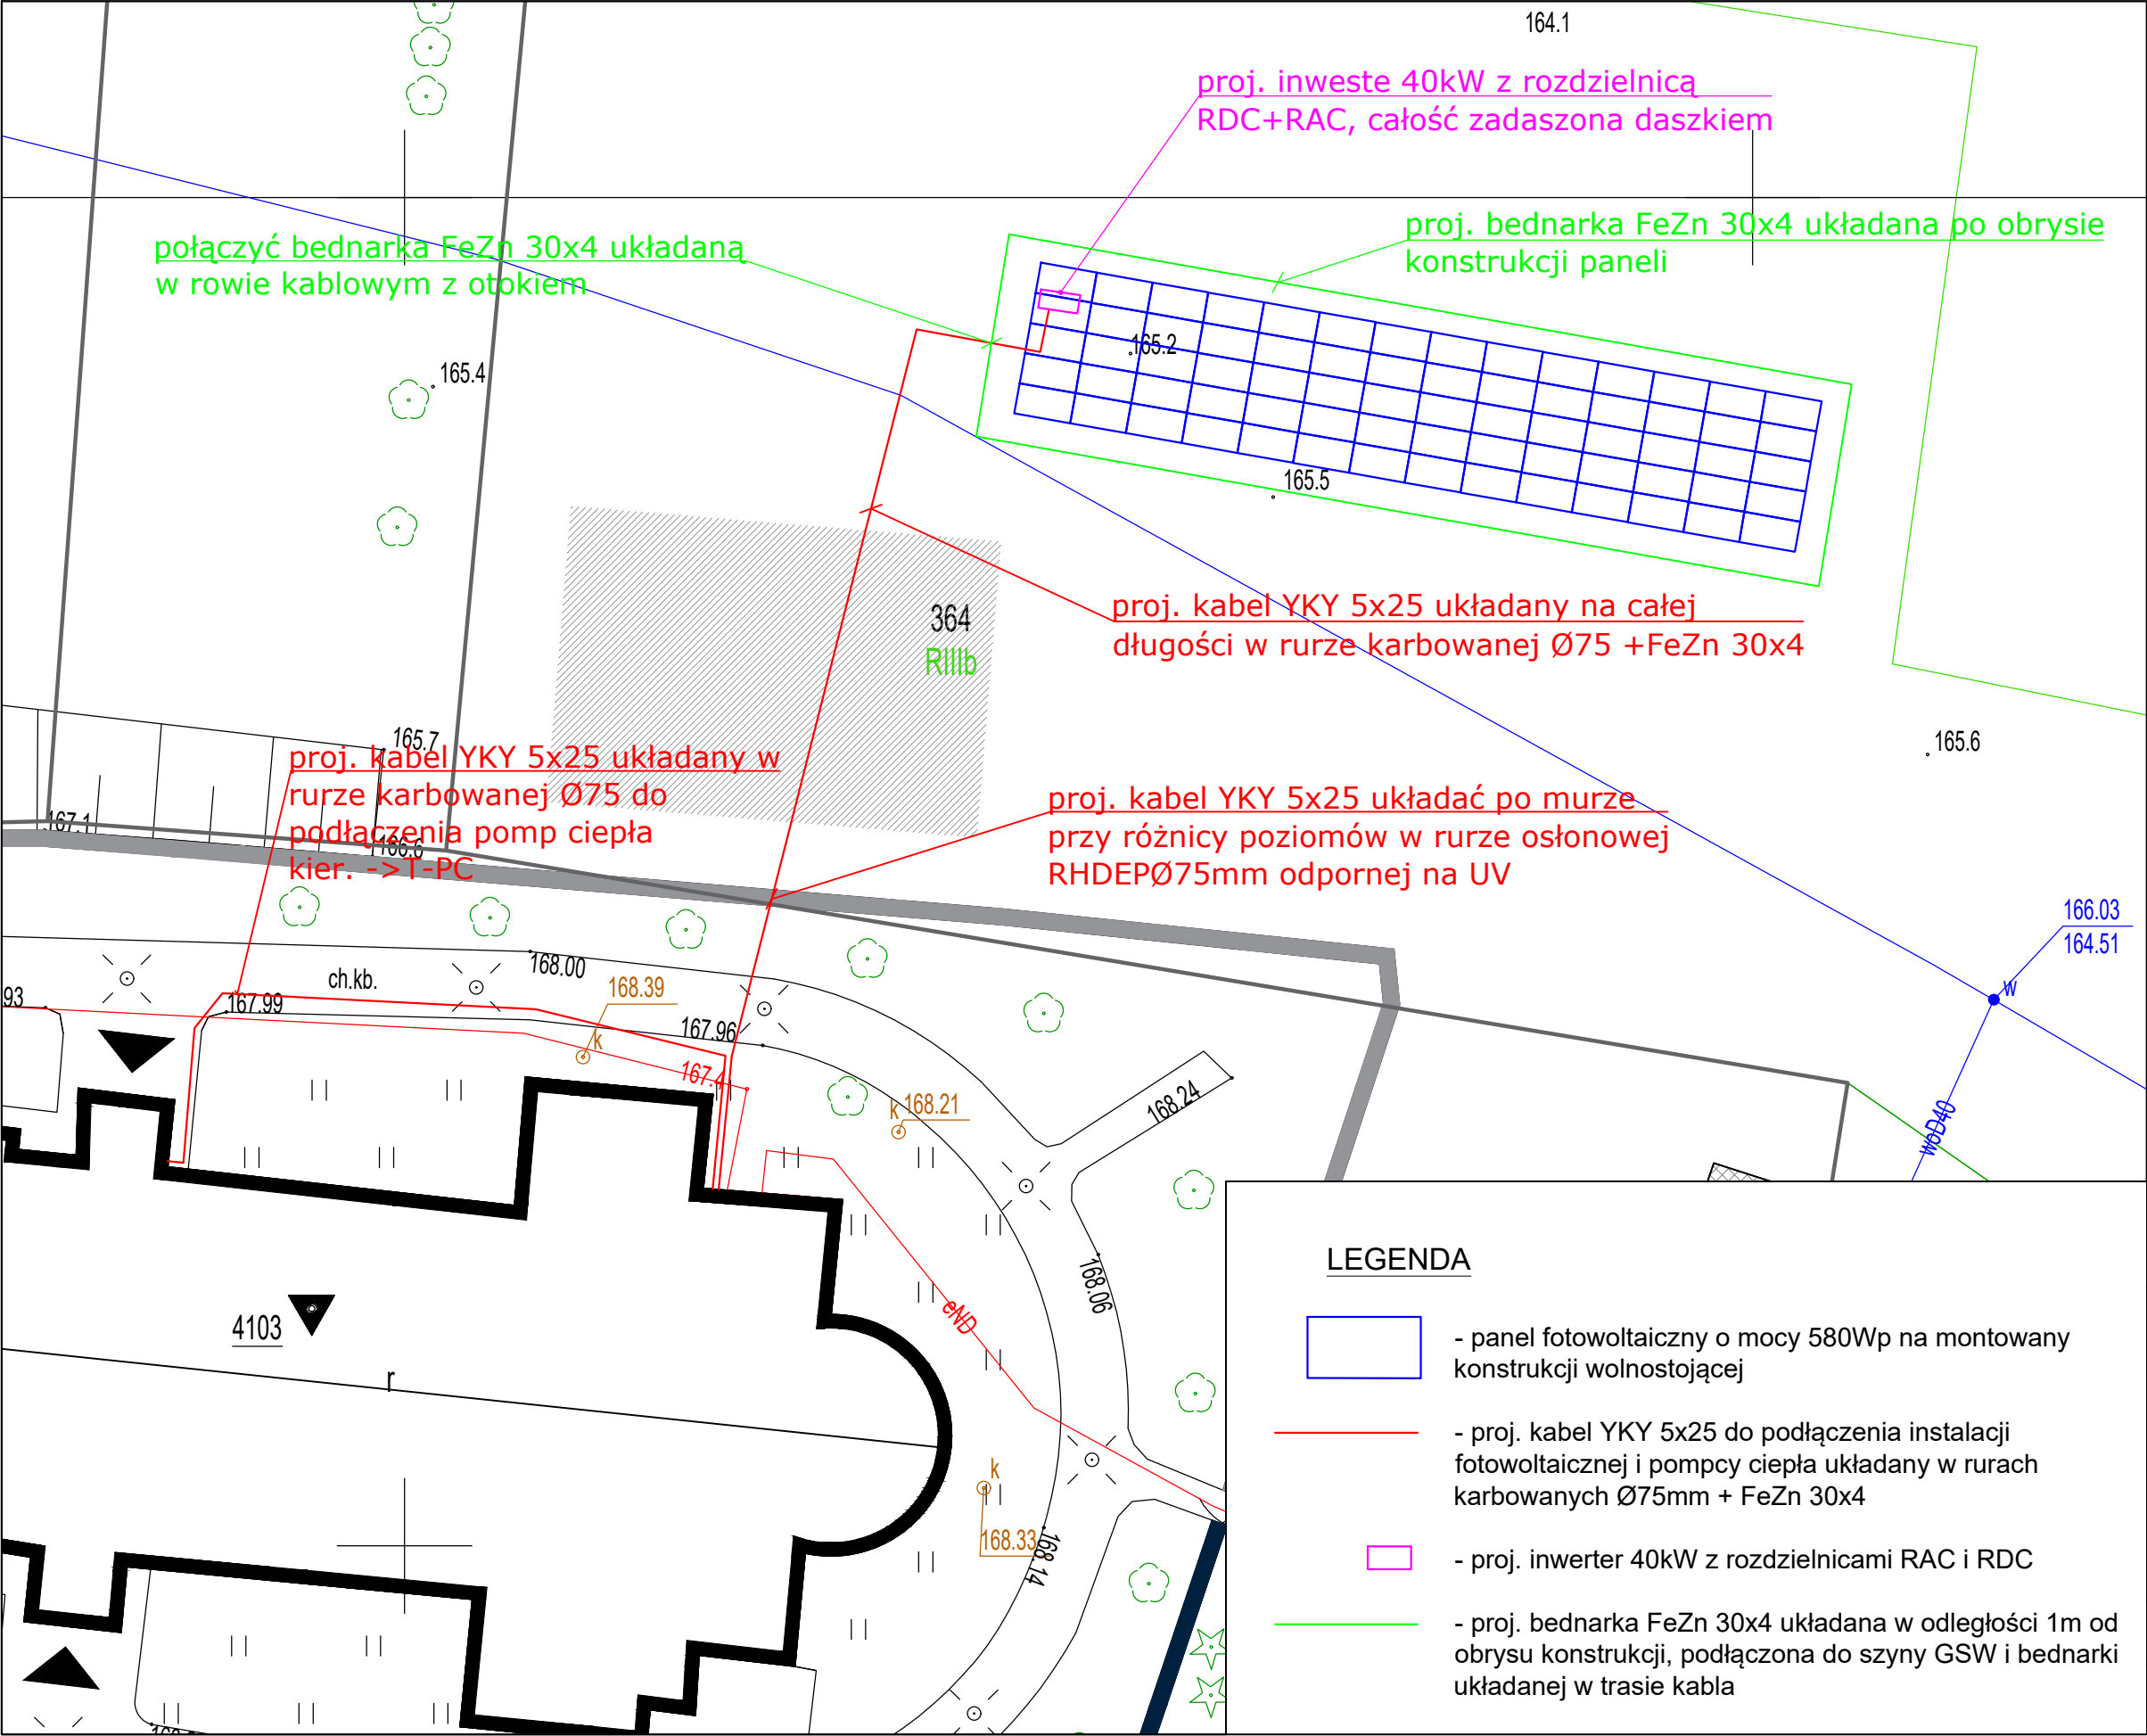 164.1
proj. inweste 40kW z rozdzielnicą
RDC+RAC, całość zadaszona daszkiem
proj. bednarka FeZn 30x4 układana po obrysie
konstrukcji paneli
połączyć bednarka FeZn 30x4 układaną
w rowie kablowym z otokiem
165.2
165.4
165.5
proj. kabel YKY 5x25 układany na całej
długości w rurze karbowanej Ø75 +FeZn 30x4
364
RIIIb
165.7
165.6
proj. kabel YKY 5x25 układany w
rurze karbowanej Ø75 do
podłączenia pomp ciepła
kier. ->T-PC
167.1
166.6
proj. kabel YKY 5x25 układać po murze
przy różnicy poziomów w rurze osłonowej
RHDEPØ75mm odpornej na UV
166.03
164.51
w
woD40
168.00
ch.kb.
93
167.99
168.39
k
167.96
167.4
k 168.21
168.24
168.06
eND
4103
r
k
168.33
168.14
LEGENDA
- panel fotowoltaiczny o mocy 580Wp na montowany
konstrukcji wolnostojącej
- proj. kabel YKY 5x25 do podłączenia instalacji
fotowoltaicznej i pompcy ciepła układany w rurach
karbowanych Ø75mm + FeZn 30x4
- proj. inwerter 40kW z rozdzielnicami RAC i RDC
- proj. bednarka FeZn 30x4 układana w odległości 1m od
obrysu konstrukcji, podłączona do szyny GSW i bednarki
układanej w trasie kabla